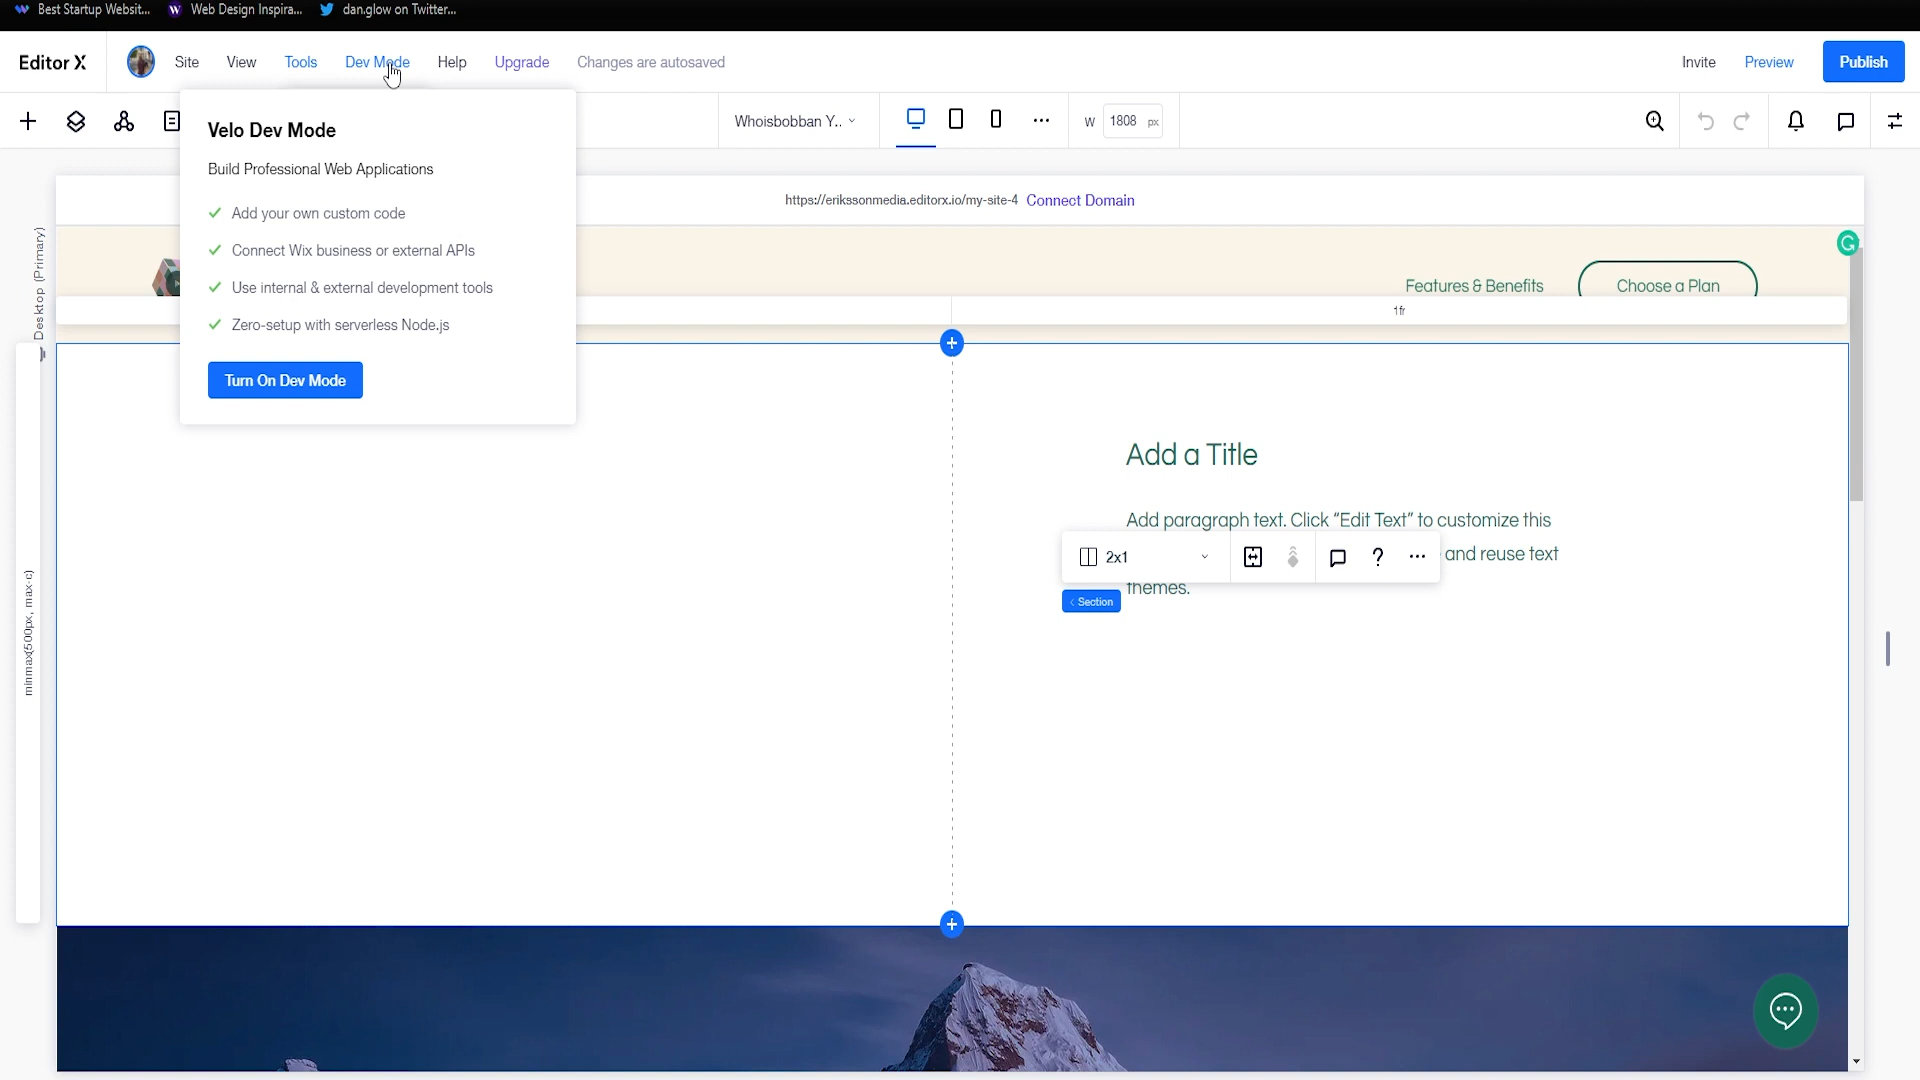 Best Startup Websit...
Web Design Inspira...
dan.glow on Twitter...
Editor X
Site
View
Tools
Dev Mode
Help
Upgrade
Changes are autosaved
Invite
Preview
Publish
Whoisbobban Y..
W
1808
px
Velo Dev Mode
Build Professional Web Applications
Add your own custom code
Connect Wix business or external APIs
Use internal & external development tools
Zero-setup with serverless Node.js
Turn On Dev Mode
https://erikssonmedia.editorx.io/my-site-4 Connect Domain
Desktop (Primary)
Features & Benefits
Choose a Plan
1fr
minmax(500px, max-c)
Add a Title
Add paragraph text. Click “Edit Text” to customize this
and reuse text
themes.
2x1
?
< Section